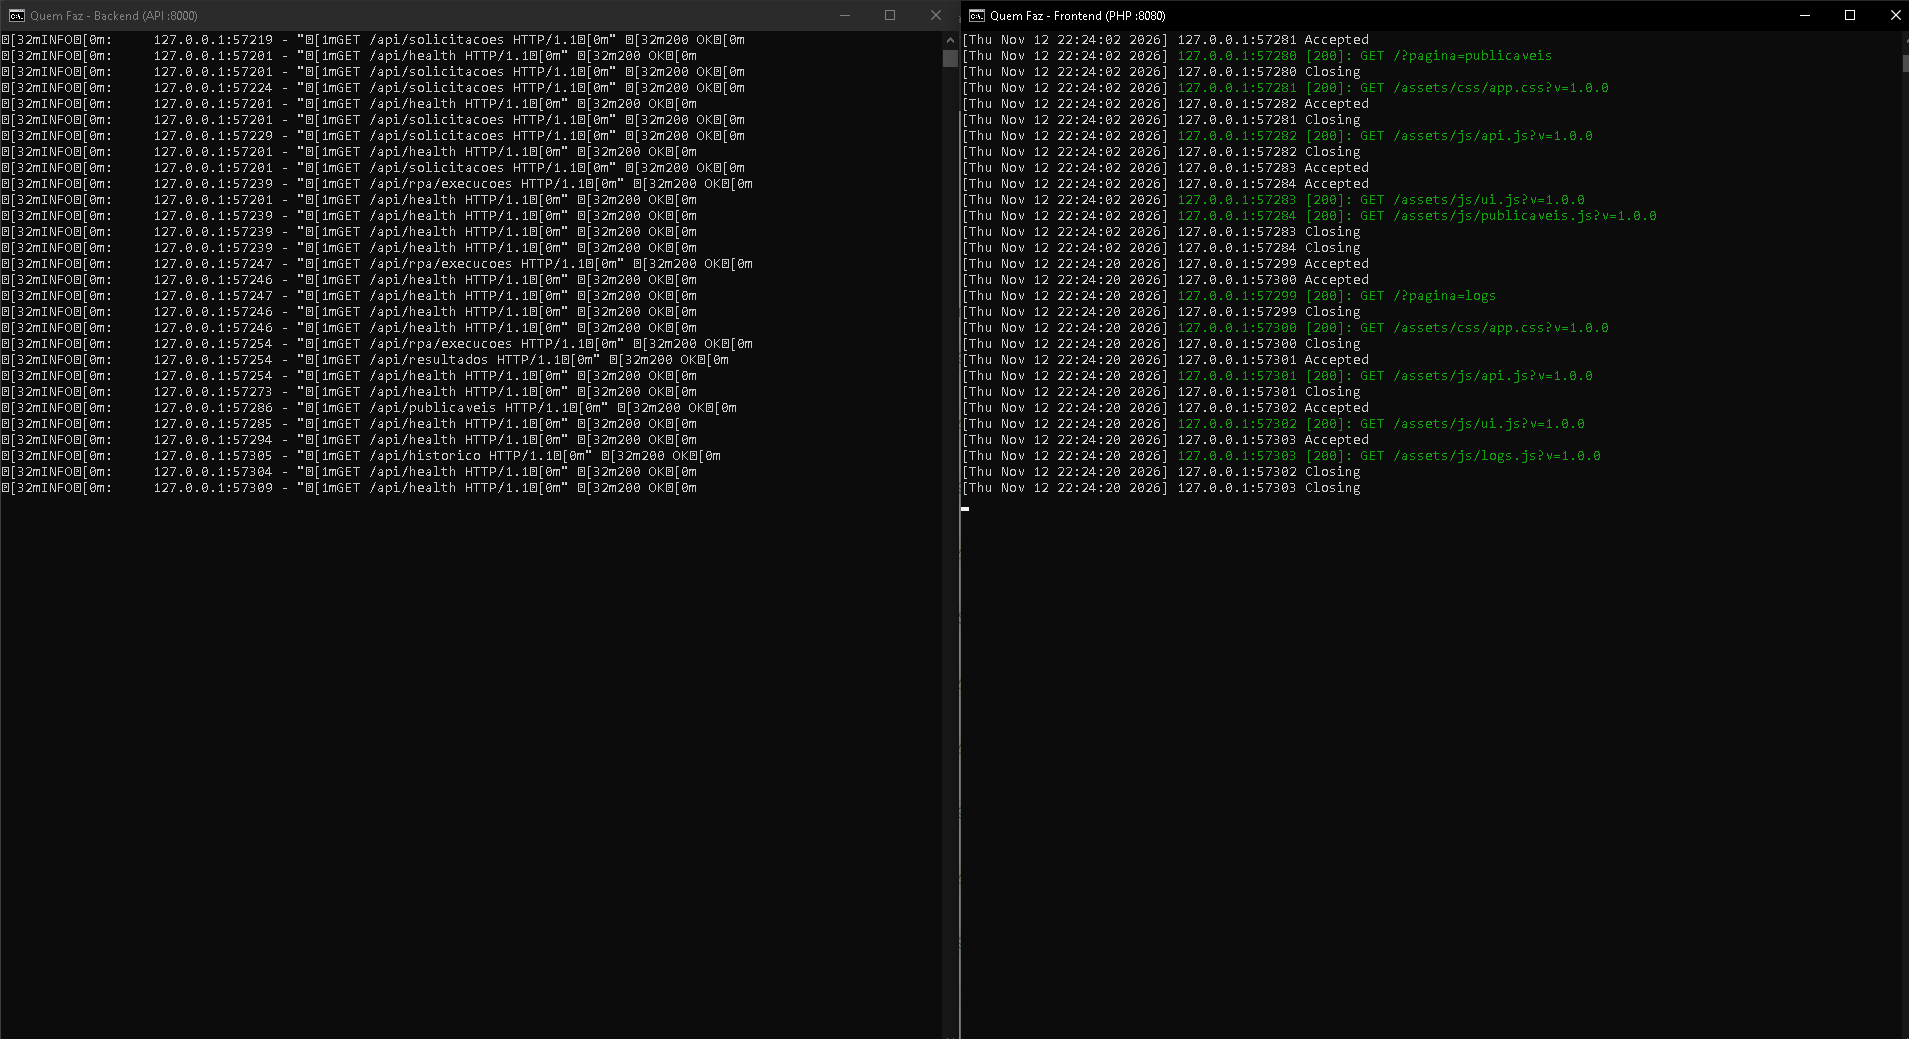 Quem Faz - Backend (API :8000)
�[32mINFO�[0m:     127.0.0.1:57219 - "�[1mGET /api/solicitacoes HTTP/1.1�[0m" �[32m200 OK�[0m
�[32mINFO�[0m:     127.0.0.1:57201 - "�[1mGET /api/health HTTP/1.1�[0m" �[32m200 OK�[0m
�[32mINFO�[0m:     127.0.0.1:57201 - "�[1mGET /api/solicitacoes HTTP/1.1�[0m" �[32m200 OK�[0m
�[32mINFO�[0m:     127.0.0.1:57224 - "�[1mGET /api/solicitacoes HTTP/1.1�[0m" �[32m200 OK�[0m
�[32mINFO�[0m:     127.0.0.1:57201 - "�[1mGET /api/health HTTP/1.1�[0m" �[32m200 OK�[0m
�[32mINFO�[0m:     127.0.0.1:57201 - "�[1mGET /api/solicitacoes HTTP/1.1�[0m" �[32m200 OK�[0m
�[32mINFO�[0m:     127.0.0.1:57229 - "�[1mGET /api/solicitacoes HTTP/1.1�[0m" �[32m200 OK�[0m
�[32mINFO�[0m:     127.0.0.1:57201 - "�[1mGET /api/health HTTP/1.1�[0m" �[32m200 OK�[0m
�[32mINFO�[0m:     127.0.0.1:57201 - "�[1mGET /api/solicitacoes HTTP/1.1�[0m" �[32m200 OK�[0m
�[32mINFO�[0m:     127.0.0.1:57239 - "�[1mGET /api/rpa/execucoes HTTP/1.1�[0m" �[32m200 OK�[0m
�[32mINFO�[0m:     127.0.0.1:57201 - "�[1mGET /api/health HTTP/1.1�[0m" �[32m200 OK�[0m
�[32mINFO�[0m:     127.0.0.1:57239 - "�[1mGET /api/health HTTP/1.1�[0m" �[32m200 OK�[0m
�[32mINFO�[0m:     127.0.0.1:57239 - "�[1mGET /api/health HTTP/1.1�[0m" �[32m200 OK�[0m
�[32mINFO�[0m:     127.0.0.1:57239 - "�[1mGET /api/health HTTP/1.1�[0m" �[32m200 OK�[0m
�[32mINFO�[0m:     127.0.0.1:57247 - "�[1mGET /api/rpa/execucoes HTTP/1.1�[0m" �[32m200 OK�[0m
�[32mINFO�[0m:     127.0.0.1:57246 - "�[1mGET /api/health HTTP/1.1�[0m" �[32m200 OK�[0m
�[32mINFO�[0m:     127.0.0.1:57247 - "�[1mGET /api/health HTTP/1.1�[0m" �[32m200 OK�[0m
�[32mINFO�[0m:     127.0.0.1:57246 - "�[1mGET /api/health HTTP/1.1�[0m" �[32m200 OK�[0m
�[32mINFO�[0m:     127.0.0.1:57246 - "�[1mGET /api/health HTTP/1.1�[0m" �[32m200 OK�[0m
�[32mINFO�[0m:     127.0.0.1:57254 - "�[1mGET /api/rpa/execucoes HTTP/1.1�[0m" �[32m200 OK�[0m
�[32mINFO�[0m:     127.0.0.1:57254 - "�[1mGET /api/resultados HTTP/1.1�[0m" �[32m200 OK�[0m
�[32mINFO�[0m:     127.0.0.1:57254 - "�[1mGET /api/health HTTP/1.1�[0m" �[32m200 OK�[0m
�[32mINFO�[0m:     127.0.0.1:57273 - "�[1mGET /api/health HTTP/1.1�[0m" �[32m200 OK�[0m
�[32mINFO�[0m:     127.0.0.1:57286 - "�[1mGET /api/publicaveis HTTP/1.1�[0m" �[32m200 OK�[0m
�[32mINFO�[0m:     127.0.0.1:57285 - "�[1mGET /api/health HTTP/1.1�[0m" �[32m200 OK�[0m
�[32mINFO�[0m:     127.0.0.1:57294 - "�[1mGET /api/health HTTP/1.1�[0m" �[32m200 OK�[0m
�[32mINFO�[0m:     127.0.0.1:57305 - "�[1mGET /api/historico HTTP/1.1�[0m" �[32m200 OK�[0m
�[32mINFO�[0m:     127.0.0.1:57304 - "�[1mGET /api/health HTTP/1.1�[0m" �[32m200 OK�[0m
�[32mINFO�[0m:     127.0.0.1:57309 - "�[1mGET /api/health HTTP/1.1�[0m" �[32m200 OK�[0m
Quem Faz - Frontend (PHP :8080)
[Thu Nov 12 22:24:02 2026] 127.0.0.1:57281 Accepted
[Thu Nov 12 22:24:02 2026] 127.0.0.1:57280 [200]: GET /?pagina=publicaveis
[Thu Nov 12 22:24:02 2026] 127.0.0.1:57280 Closing
[Thu Nov 12 22:24:02 2026] 127.0.0.1:57281 [200]: GET /assets/css/app.css?v=1.0.0
[Thu Nov 12 22:24:02 2026] 127.0.0.1:57282 Accepted
[Thu Nov 12 22:24:02 2026] 127.0.0.1:57281 Closing
[Thu Nov 12 22:24:02 2026] 127.0.0.1:57282 [200]: GET /assets/js/api.js?v=1.0.0
[Thu Nov 12 22:24:02 2026] 127.0.0.1:57282 Closing
[Thu Nov 12 22:24:02 2026] 127.0.0.1:57283 Accepted
[Thu Nov 12 22:24:02 2026] 127.0.0.1:57284 Accepted
[Thu Nov 12 22:24:02 2026] 127.0.0.1:57283 [200]: GET /assets/js/ui.js?v=1.0.0
[Thu Nov 12 22:24:02 2026] 127.0.0.1:57284 [200]: GET /assets/js/publicaveis.js?v=1.0.0
[Thu Nov 12 22:24:02 2026] 127.0.0.1:57283 Closing
[Thu Nov 12 22:24:02 2026] 127.0.0.1:57284 Closing
[Thu Nov 12 22:24:20 2026] 127.0.0.1:57299 Accepted
[Thu Nov 12 22:24:20 2026] 127.0.0.1:57300 Accepted
[Thu Nov 12 22:24:20 2026] 127.0.0.1:57299 [200]: GET /?pagina=logs
[Thu Nov 12 22:24:20 2026] 127.0.0.1:57299 Closing
[Thu Nov 12 22:24:20 2026] 127.0.0.1:57300 [200]: GET /assets/css/app.css?v=1.0.0
[Thu Nov 12 22:24:20 2026] 127.0.0.1:57300 Closing
[Thu Nov 12 22:24:20 2026] 127.0.0.1:57301 Accepted
[Thu Nov 12 22:24:20 2026] 127.0.0.1:57301 [200]: GET /assets/js/api.js?v=1.0.0
[Thu Nov 12 22:24:20 2026] 127.0.0.1:57301 Closing
[Thu Nov 12 22:24:20 2026] 127.0.0.1:57302 Accepted
[Thu Nov 12 22:24:20 2026] 127.0.0.1:57302 [200]: GET /assets/js/ui.js?v=1.0.0
[Thu Nov 12 22:24:20 2026] 127.0.0.1:57303 Accepted
[Thu Nov 12 22:24:20 2026] 127.0.0.1:57303 [200]: GET /assets/js/logs.js?v=1.0.0
[Thu Nov 12 22:24:20 2026] 127.0.0.1:57302 Closing
[Thu Nov 12 22:24:20 2026] 127.0.0.1:57303 Closing